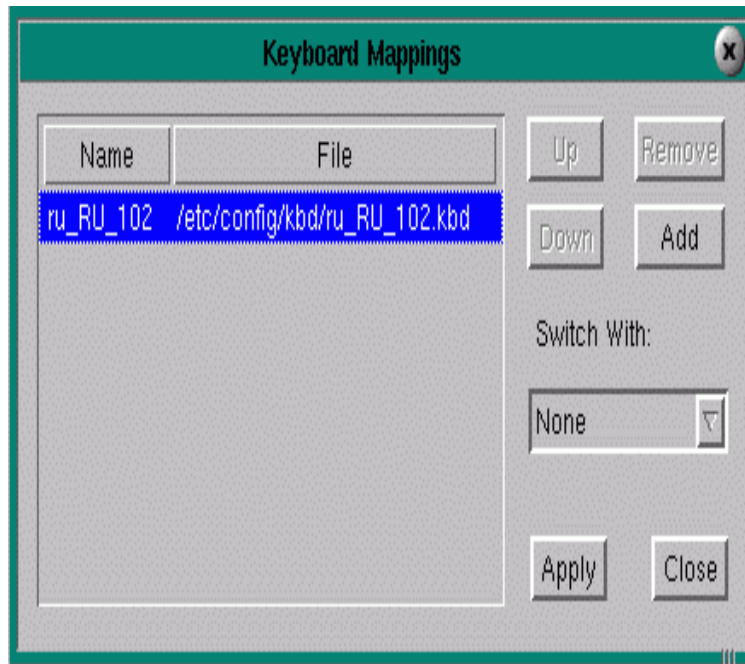 Keyboard Mappings
Name File
ru_RU_102 /etc/config/kbd/ru_RU_102.kbd
Up Remove
Down Add
Switch With:
None
Apply Close